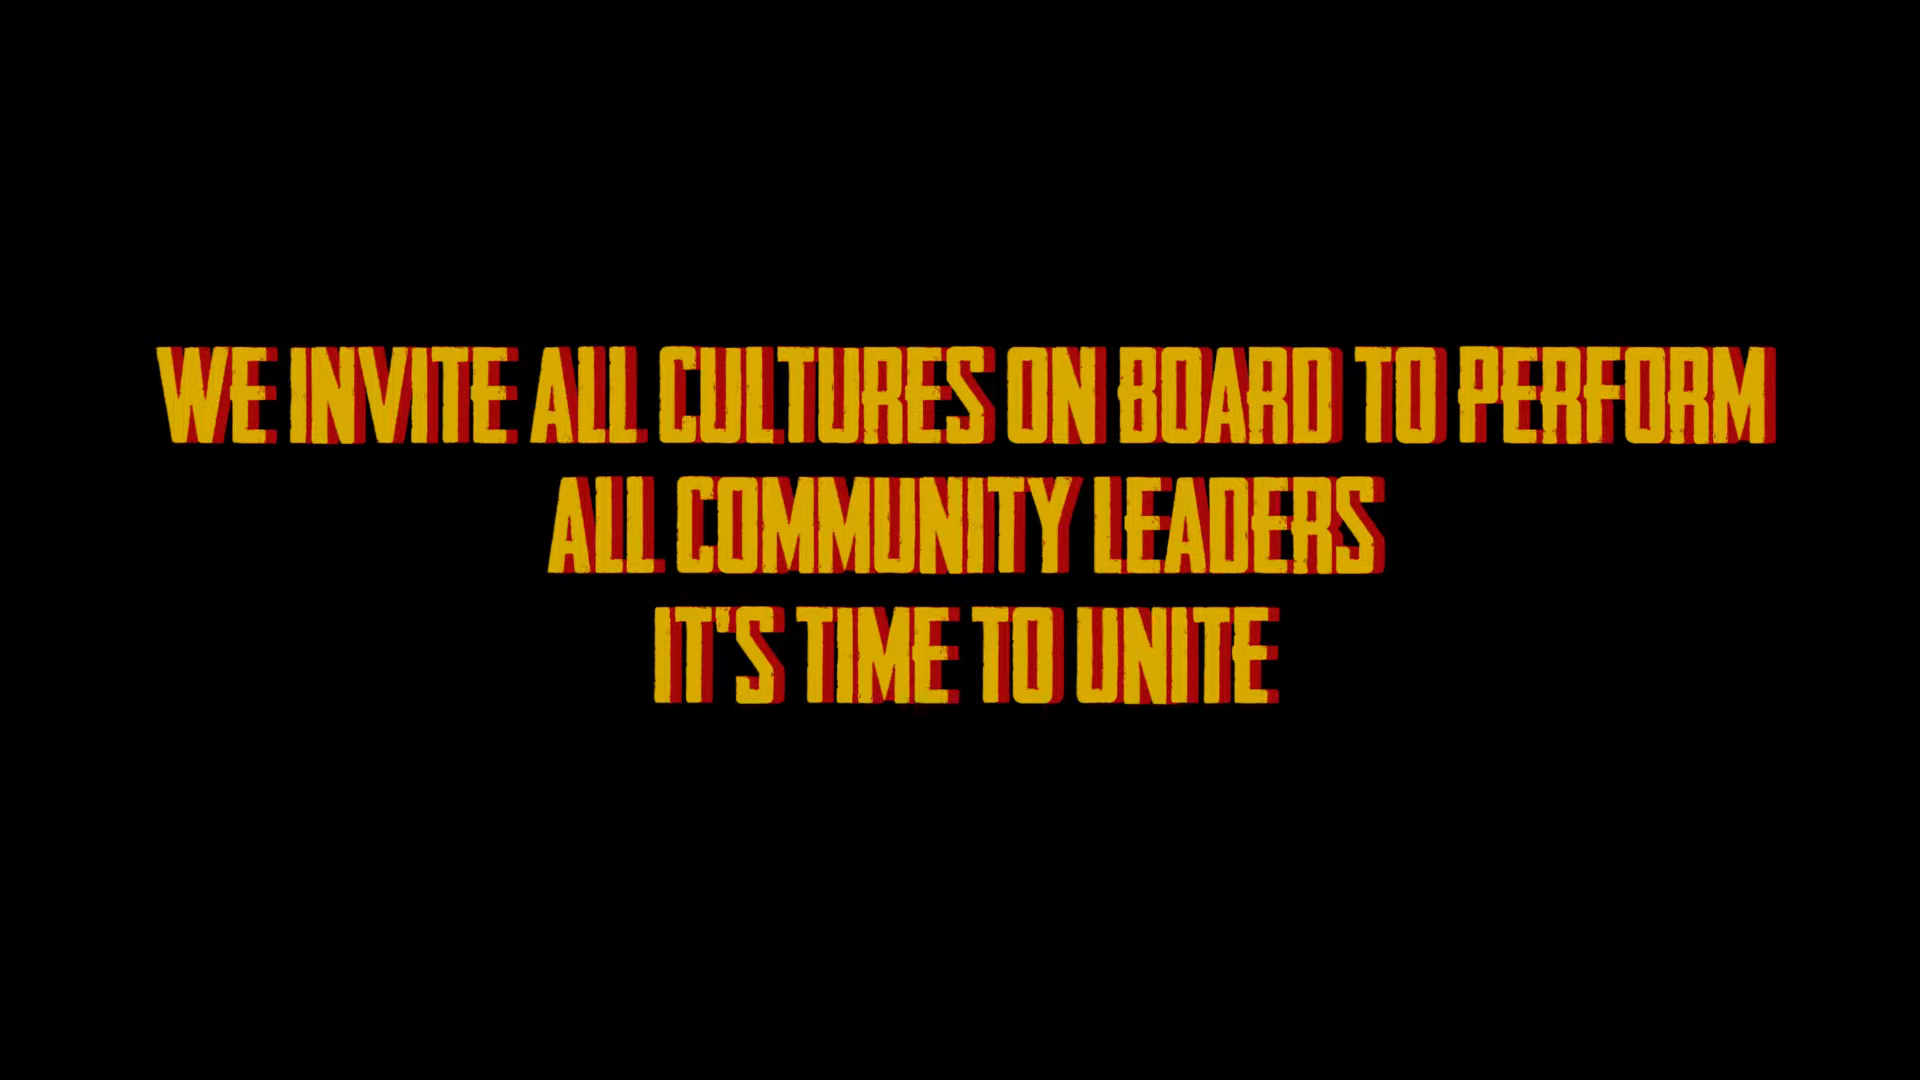 WE INVITE ALL CULTURES ON BOARD TO PERFORM
ALL COMMUNITY LEADERS
IT'S TIME TO UNITE